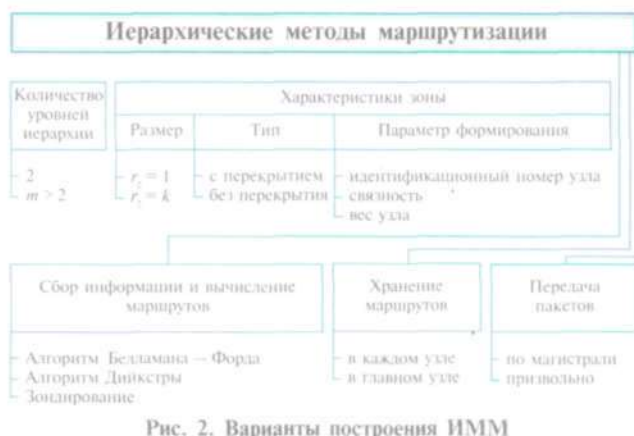 Иерархические методы маршрутизации
Количество
уровней
иерархии
Характеристики зоны
Размер
Тип
Параметр формирования
2
m > 2
r_z = 1
r_z = k
с перекрытием
без перекрытия
идентификационный номер узла
связность
вес узла
Сбор информации и вычисление
маршрутов
Хранение
маршрутов
Передача
пакетов
Алгоритм Белламана – Форда
Алгоритм Дийкстры
Зондирование
в каждом узле
в главном узле
по магистрали
призвольно
Рис. 2. Варианты построения ИММ